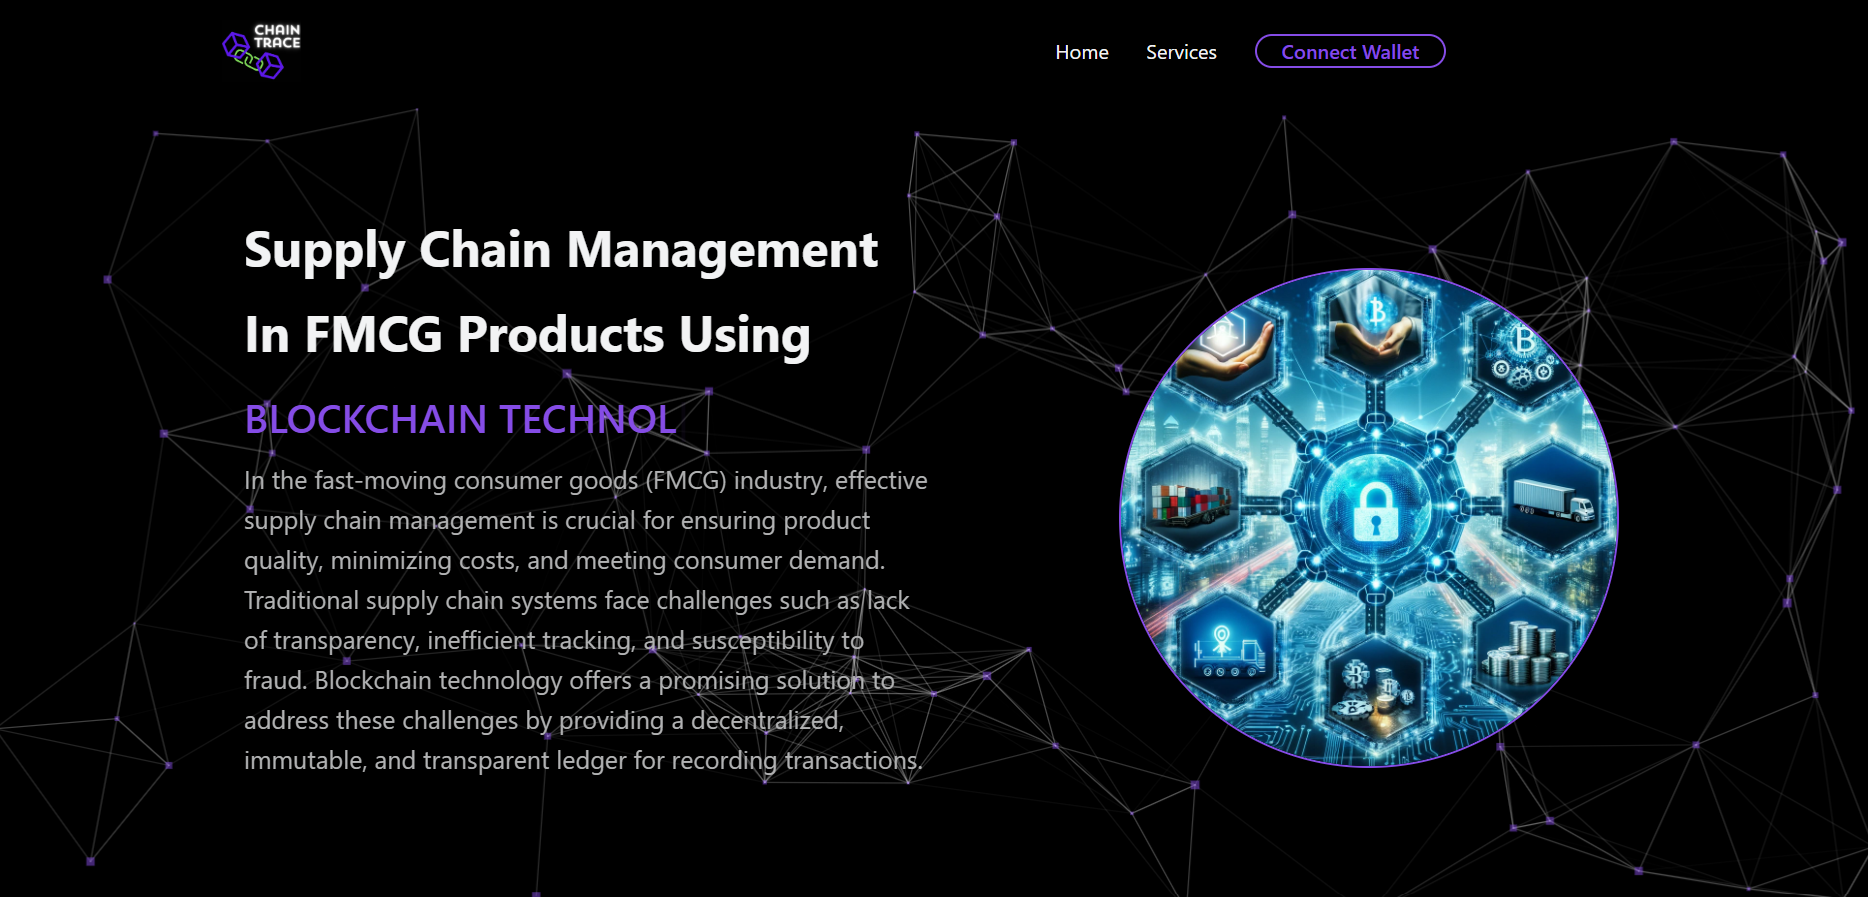 CHAIN
TRACE
Home
Services
Connect Wallet
Supply Chain Management
In FMCG Products Using
BLOCKCHAIN TECHNOL
In the fast-moving consumer goods (FMCG) industry, effective
supply chain management is crucial for ensuring product
quality, minimizing costs, and meeting consumer demand.
Traditional supply chain systems face challenges such as lack
of transparency, inefficient tracking, and susceptibility to
fraud. Blockchain technology offers a promising solution to
address these challenges by providing a decentralized,
immutable, and transparent ledger for recording transactions.